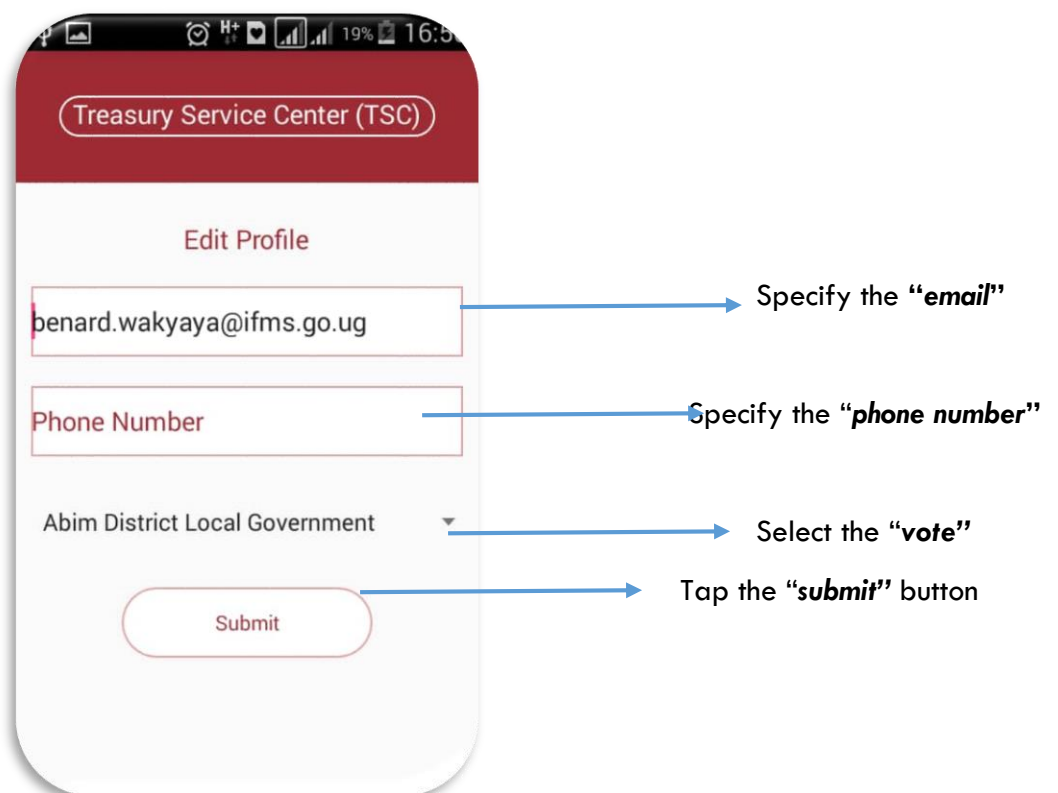 H+ 19% 16:5
Treasury Service Center (TSC)
Edit Profile
benard.wakyaya@ifms.go.ug
Specify the “email”
Phone Number
Specify the “phone number”
Abim District Local Government
Select the “vote”
Tap the “submit” button
Submit